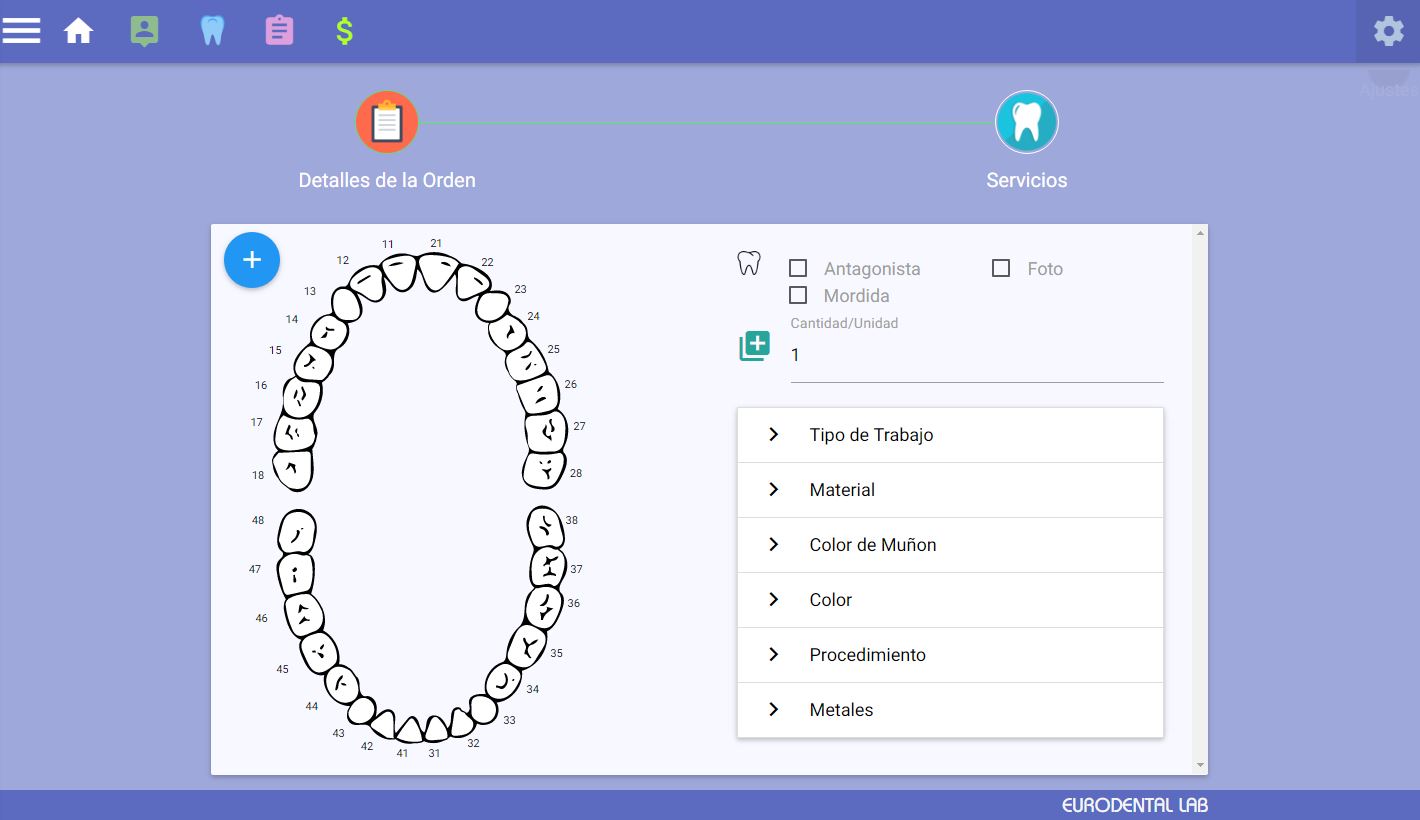 $
Ajustes
Detalles de la Orden
Servicios
11
21
12
22
13
23
14
24
15
25
16
26
17
27
18
28
48
38
47
37
46
36
45
35
44
34
43
33
42
32
41
31
Antagonista
Foto
Mordida
Cantidad/Unidad
1
Tipo de Trabajo
Material
Color de Muñon
Color
Procedimiento
Metales
EURODENTAL LAB